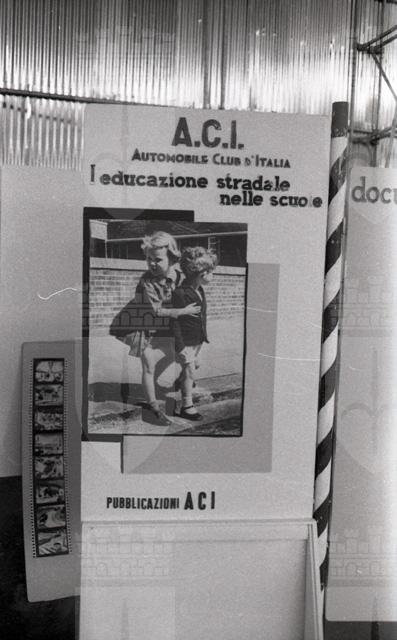 A.C.I.
AUTOMOBILE CLUB D'ITALIA
l educazione stradale
nelle scuole
docu
PUBBLICAZIONI ACI